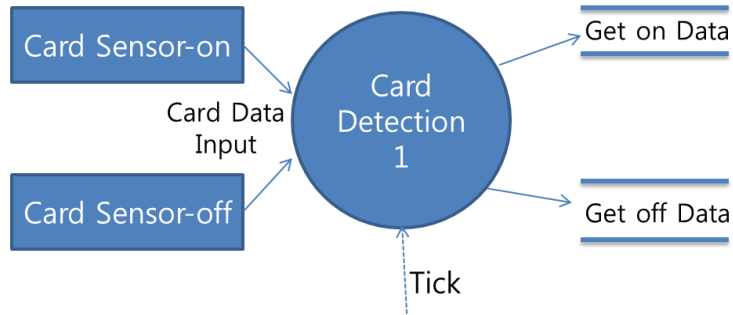 Card Sensor-on
Card Data
Input
Card Sensor-off
Card
Detection
1
Tick
Get on Data
Get off Data